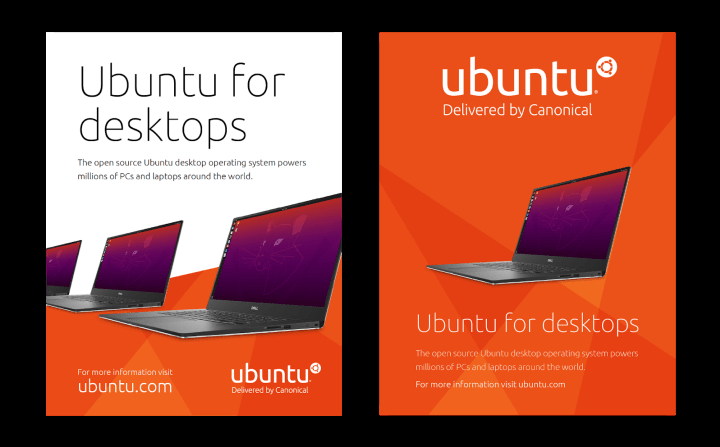 Ubuntu for
desktops
The open source Ubuntu desktop operating system powers
millions of PCs and laptops around the world.
For more information visit
ubuntu.com
ubuntu
Delivered by Canonical
ubuntu
Delivered by Canonical
Ubuntu for desktops
The open source Ubuntu desktop operating system powers
millions of PCs and laptops around the world.
For more information visit ubuntu.com